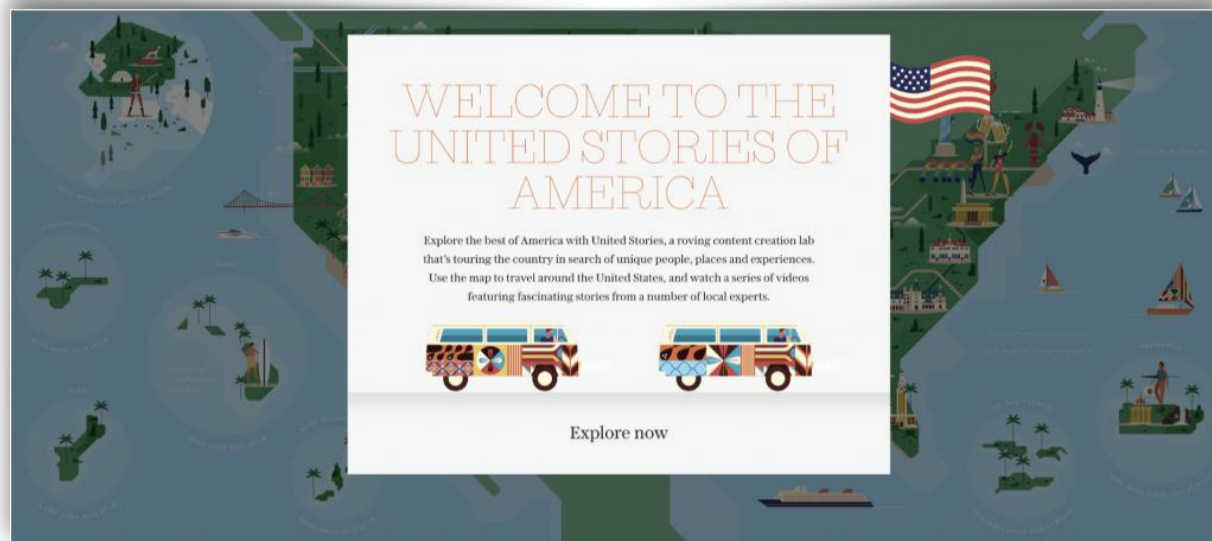 WELCOME TO THE
UNITED STORIES OF
AMERICA
Explore the best of America with United Stories, a roving content creation lab
that's touring the country in search of unique people, places and experiences.
Use the map to travel around the United States, and watch a series of videos
featuring fascinating stories from a number of local experts.
Explore now